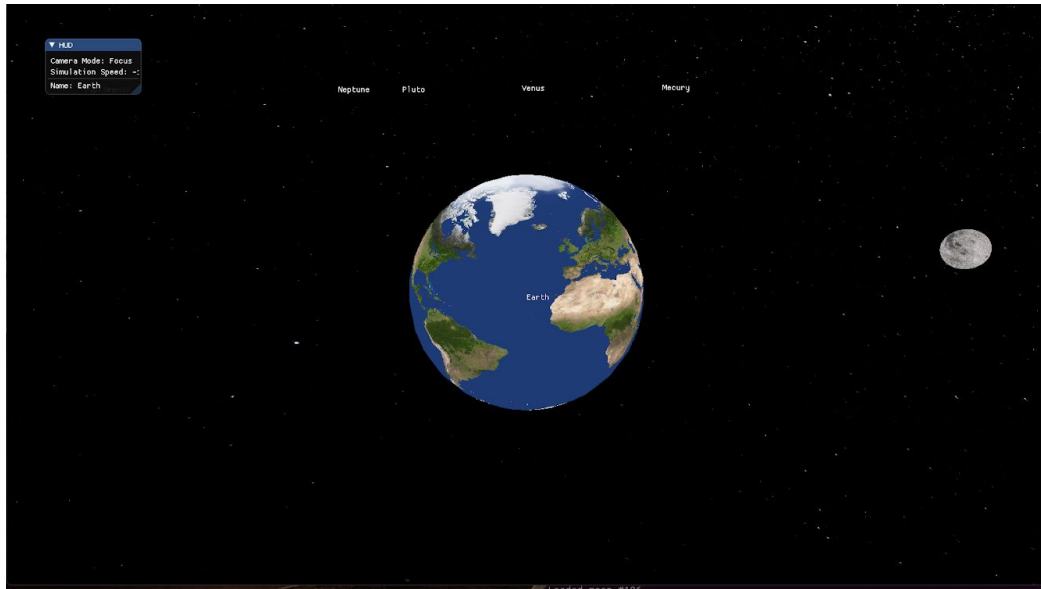 HUD
Camera Mode: Focus
Simulation Speed: -
Name: Earth
Neptune
Pluto
Venus
Mecury
Earth